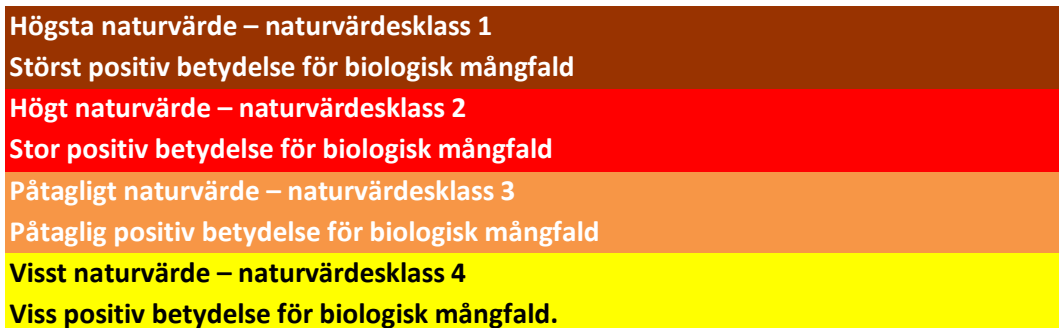 Högsta naturvärde – naturvärdesklass 1
Störst positiv betydelse för biologisk mångfald
Högt naturvärde – naturvärdesklass 2
Stor positiv betydelse för biologisk mångfald
Påtagligt naturvärde – naturvärdesklass 3
Påtaglig positiv betydelse för biologisk mångfald
Visst naturvärde – naturvärdesklass 4
Viss positiv betydelse för biologisk mångfald.